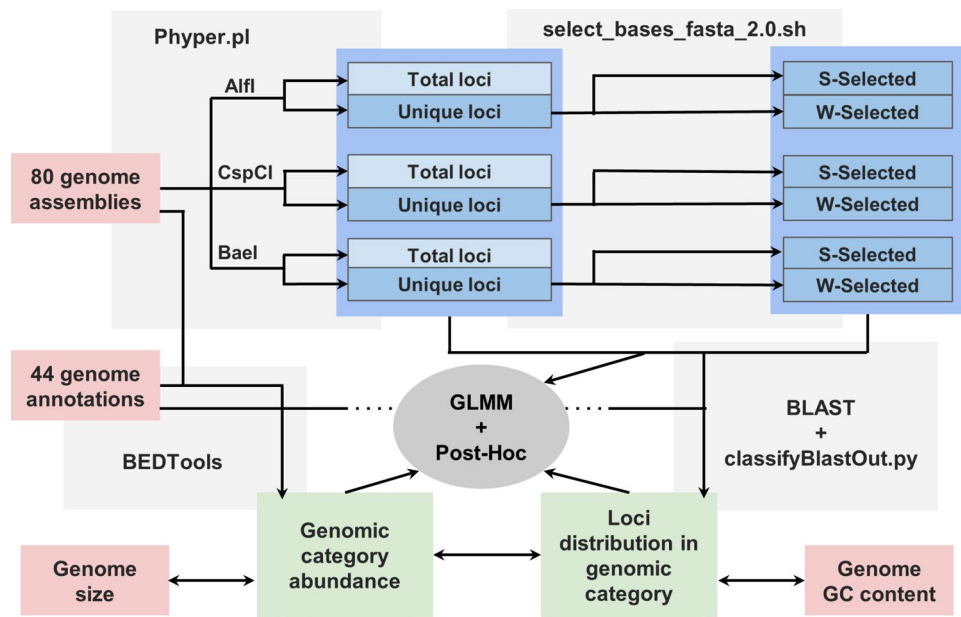 Phyper.pl
select_bases_fasta_2.0.sh
AlfI
Total loci
Unique loci
S-Selected
W-Selected
80 genome
assemblies
CspCI
Total loci
Unique loci
S-Selected
W-Selected
BaeI
Total loci
Unique loci
S-Selected
W-Selected
44 genome
annotations
BEDTools
GLMM
+
Post-Hoc
BLAST
+
classifyBlastOut.py
Genomic
category
abundance
Loci
distribution in
genomic
category
Genome
size
Genome
GC content